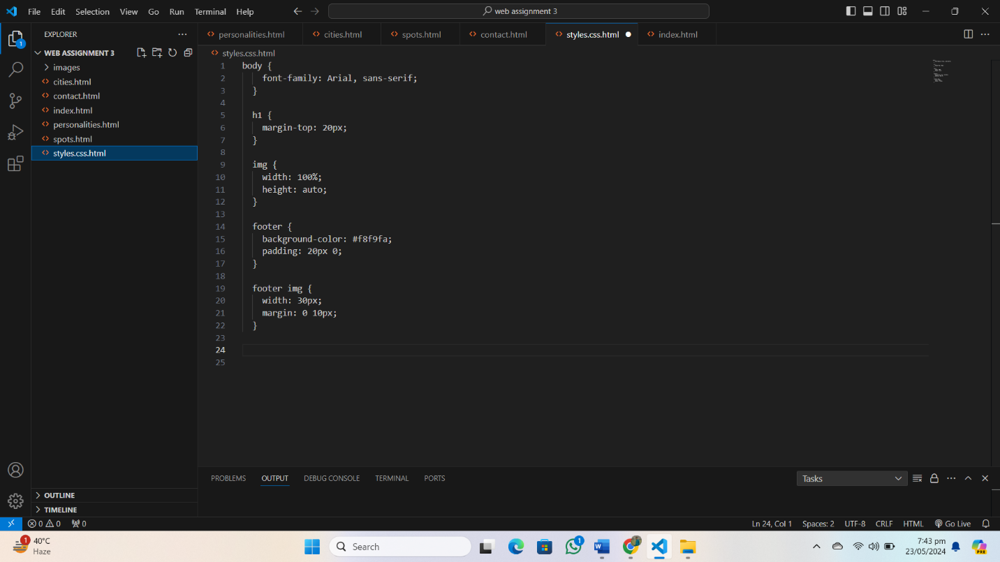 File Edit Selection View Go Run Terminal Help
web assignment 3
EXPLORER
WEB ASSIGNMENT 3
images
cities.html
contact.html
index.html
personalities.html
spots.html
styles.css.html
OUTLINE
TIMELINE
personalities.html cities.html spots.html contact.html styles.css.html index.html
styles.css.html
1 body {
2 font-family: Arial, sans-serif;
3 }
4
5 h1 {
6 margin-top: 20px;
7 }
8
9 img {
10 width: 100%;
11 height: auto;
12 }
13
14 footer {
15 background-color: #f8f9fa;
16 padding: 20px 0;
17 }
18
19 footer img {
20 width: 30px;
21 margin: 0 10px;
22 }
23
24
25
PROBLEMS OUTPUT DEBUG CONSOLE TERMINAL PORTS
Tasks
0 0 0 Ln 24, Col 1 Spaces: 2 UTF-8 CRLF HTML Go Live
1
1
40°C
Haze
Search
1
7:43 pm
23/05/2024
PRE